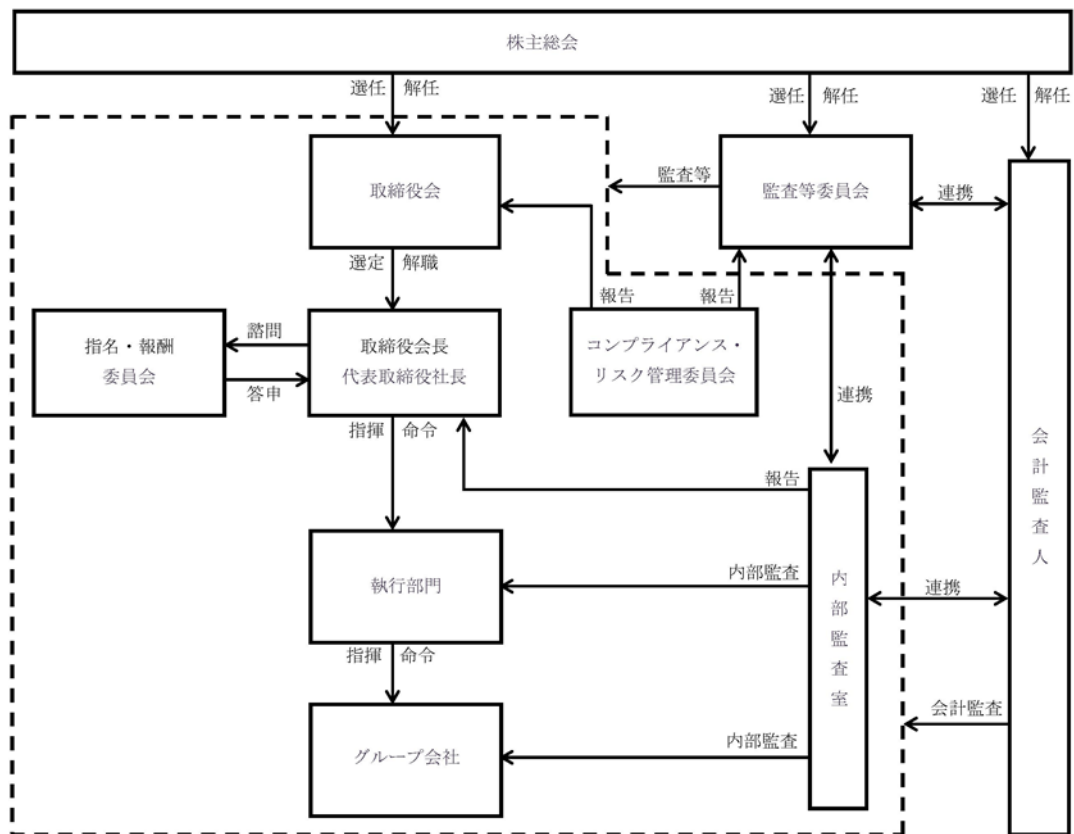 株主総会
選任 解任
選任 解任
選任 解任
取締役会
監査等
監査等委員会
連携
選定 解職
報告
報告
指名・報酬
委員会
諮問
答申
取締役会長
代表取締役社長
コンプライアンス・
リスク管理委員会
連携
指揮 命令
会計監査人
報告
執行部門
内部監査
内部監査室
連携
指揮 命令
会計監査
グループ会社
内部監査